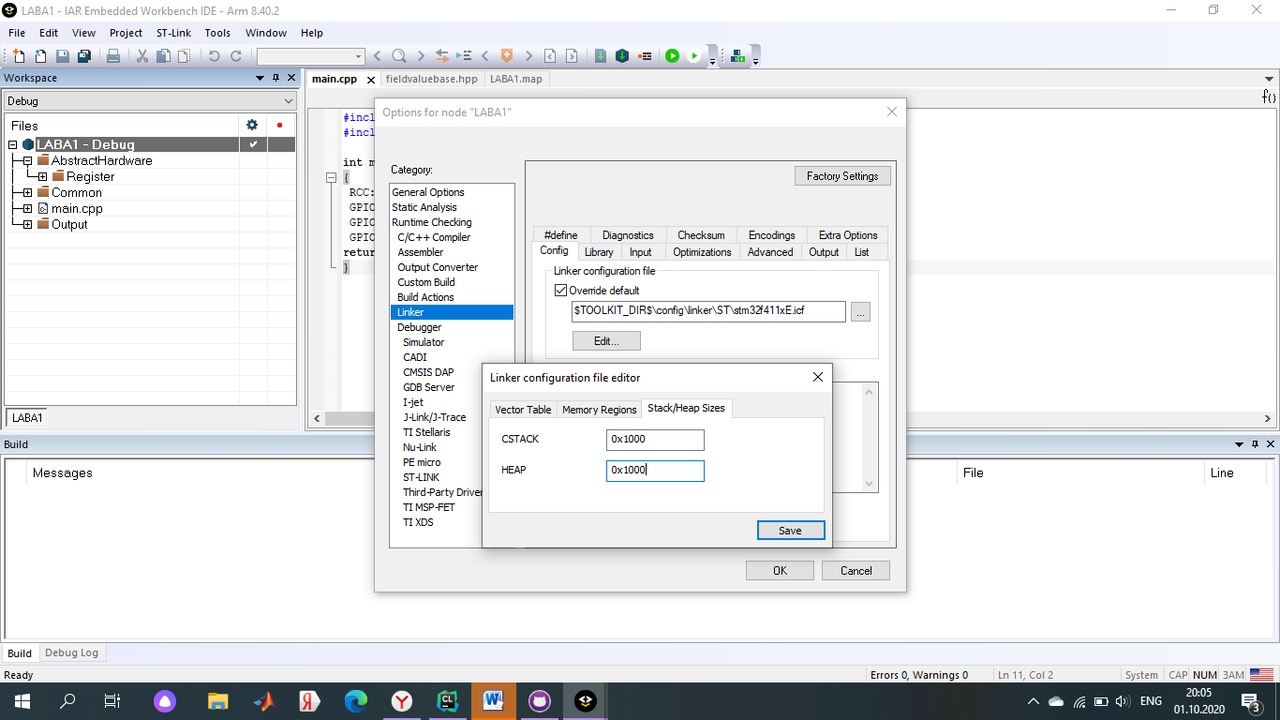 LABA1 - IAR Embedded Workbench IDE - Arm 8.40.2
File Edit View Project ST-Link Tools Window Help
Workspace
main.cpp fieldvaluebase.hpp LABA1.map
Debug
f()
Files
LABA1 - Debug
AbstractHardware
Register
Common
main.cpp
Output
LABA1
#incl
#incl
int m
{
RCC:
GPIO
GPIO
GPIO
retur
}
Options for node "LABA1"
Category:
General Options
Static Analysis
Runtime Checking
C/C++ Compiler
Assembler
Output Converter
Custom Build
Build Actions
Linker
Debugger
Simulator
CADI
CMSIS DAP
GDB Server
I-jet
J-Link/J-Trace
TI Stellaris
Nu-Link
PE micro
ST-LINK
Third-Party Driver
TI MSP-FET
TI XDS
Factory Settings
#define Diagnostics Checksum Encodings Extra Options
Config Library Input Optimizations Advanced Output List
Linker configuration file
Override default
$TOOLKIT_DIR$\config\linker\ST\stm32f411xE.icf
...
Edit...
Linker configuration file editor
Vector Table Memory Regions Stack/Heap Sizes
CSTACK 0x1000
HEAP 0x1000
Save
OK Cancel
Build
Messages File Line
Build Debug Log
Ready Errors 0, Warnings 0 Ln 11, Col 2 System CAP NUM ЗАМ
ENG 20:05
01.10.2020
3